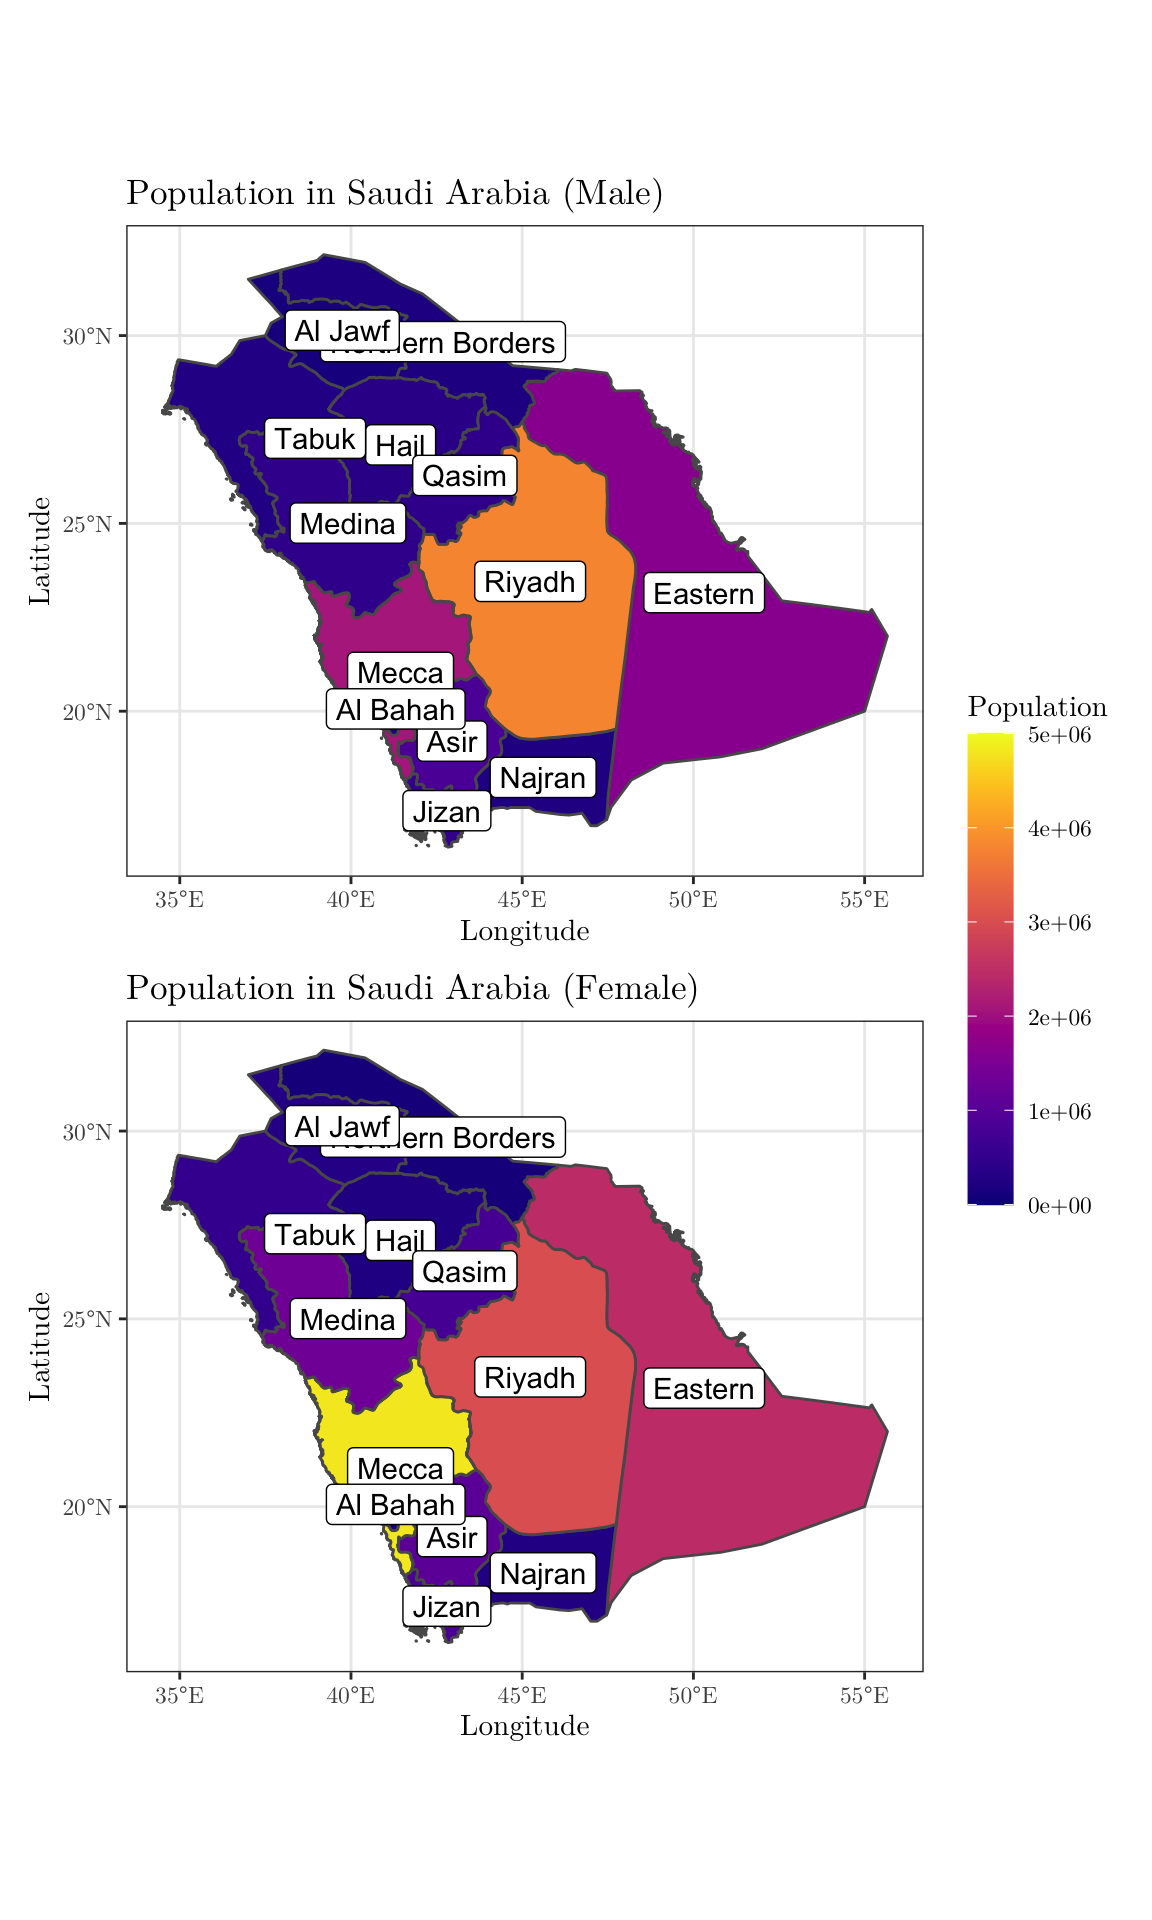 Population in Saudi Arabia (Male)
Al Jawf
Northern Borders
Tabuk
Hail
Qasim
Medina
Riyadh
Eastern
Mecca
Al Bahah
Asir
Najran
Jizan
30°N
25°N
20°N
Latitude
35°E 40°E 45°E 50°E 55°E
Longitude
Population
5e+06
4e+06
3e+06
2e+06
1e+06
0e+00
Population in Saudi Arabia (Female)
Al Jawf
Northern Borders
Tabuk
Hail
Qasim
Medina
Riyadh
Eastern
Mecca
Al Bahah
Asir
Najran
Jizan
30°N
25°N
20°N
Latitude
35°E 40°E 45°E 50°E 55°E
Longitude